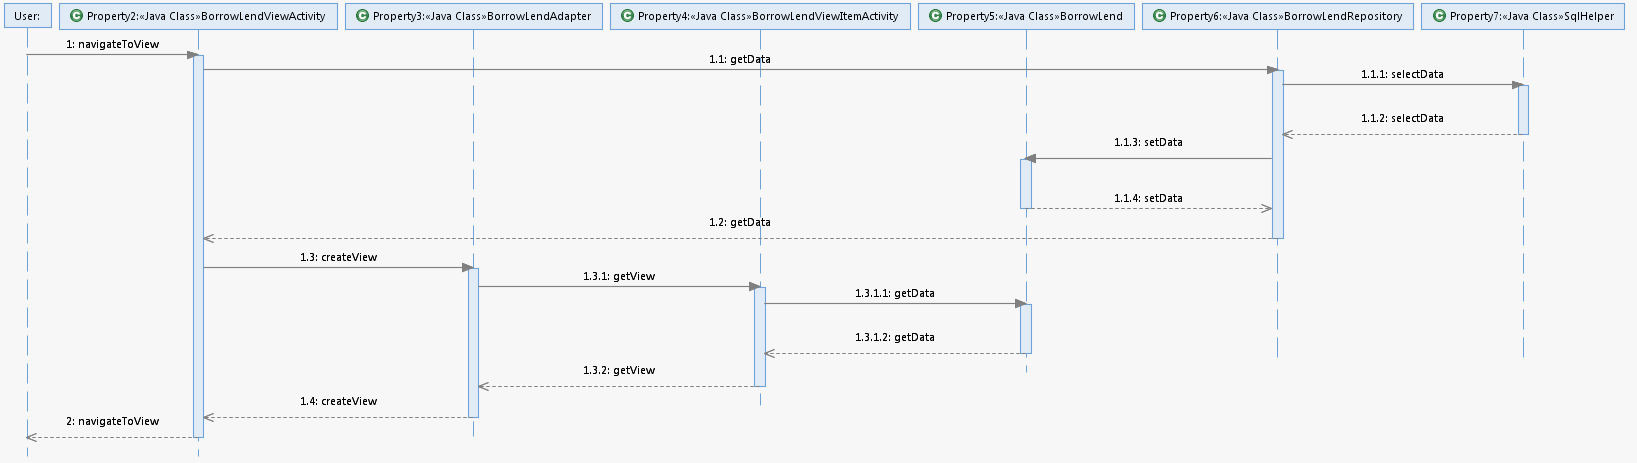 User:
C Property2:«Java Class»BorrowLendViewActivity
C Property3:«Java Class»BorrowLendAdapter
C Property4:«Java Class»BorrowLendViewItemActivity
C Property5:«Java Class»BorrowLend
C Property6:«Java Class»BorrowLendRepository
C Property7:«Java Class»SqlHelper
1: navigateToView
1.1: getData
1.1.1: selectData
1.1.2: selectData
1.1.3: setData
1.1.4: setData
1.2: getData
1.3: createView
1.3.1: getView
1.3.1.1: getData
1.3.1.2: getData
1.3.2: getView
1.4: createView
2: navigateToView